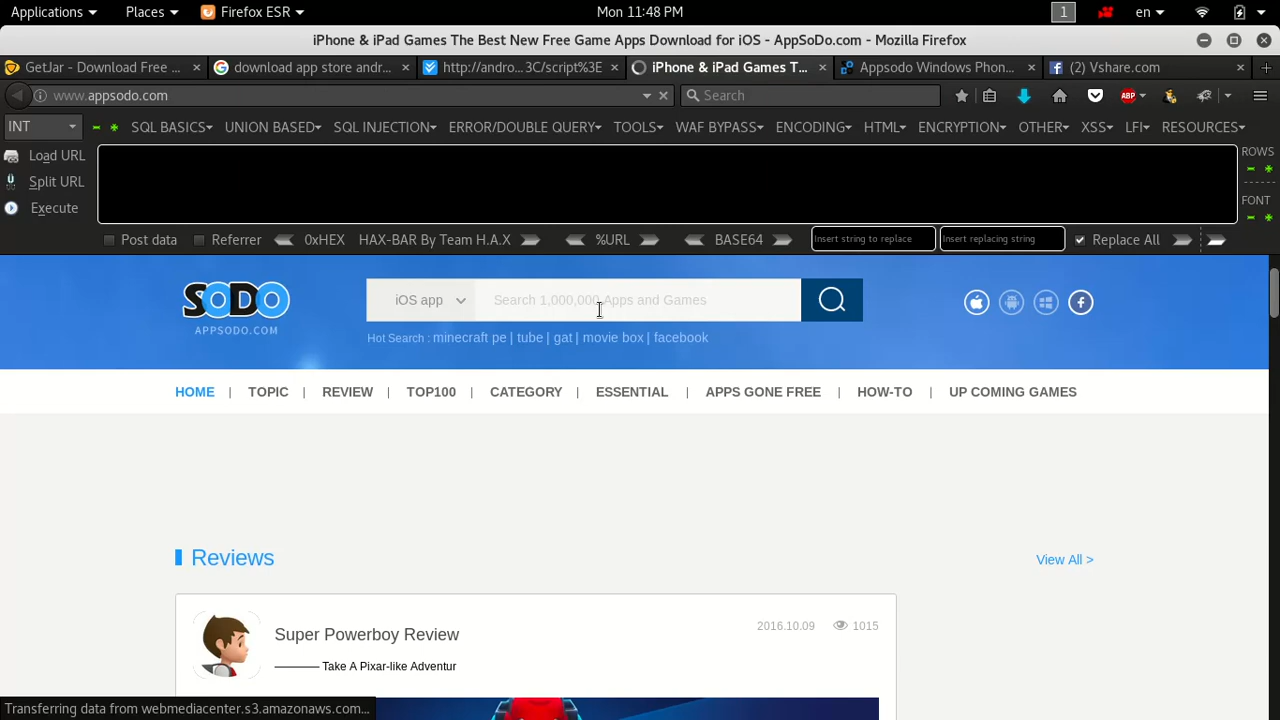 Applications Places Firefox ESR Mon 11:48 PM 1 en
iPhone & iPad Games The Best New Free Game Apps Download for iOS - AppSoDo.com - Mozilla Firefox
GetJar - Download Free ... download app store andr... http://andro...3C/script%3E iPhone & iPad Games T... Appsodo Windows Phon... (2) Vshare.com
www.appsodo.com Search ABP
INT SQL BASICS UNION BASED SQL INJECTION ERROR/DOUBLE QUERY TOOLS WAF BYPASS ENCODING HTML ENCRYPTION OTHER XSS LFI RESOURCES
Load URL ROWS
Split URL
Execute FONT
Post data Referrer 0xHEX HAX-BAR By Team H.A.X %URL BASE64 Insert string to replace Insert replacing string Replace All
SODO iOS app Search 1,000,000 Apps and Games
APPSODO.COM
Hot Search : minecraft pe | tube | gat | movie box | facebook
HOME | TOPIC | REVIEW | TOP100 | CATEGORY | ESSENTIAL | APPS GONE FREE | HOW-TO | UP COMING GAMES
Reviews View All >
Super Powerboy Review 2016.10.09 1015
——— Take A Pixar-like Adventur
Transferring data from webmediacenter.s3.amazonaws.com...